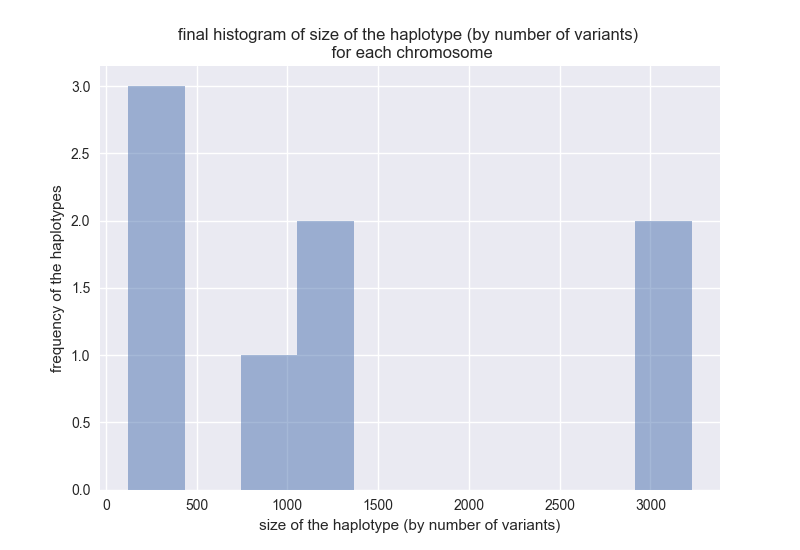 final histogram of size of the haplotype (by number of variants)
for each chromosome
3.0
2.5
2.0
1.5
1.0
0.5
0.0
frequency of the haplotypes
0 500 1000 1500 2000 2500 3000
size of the haplotype (by number of variants)